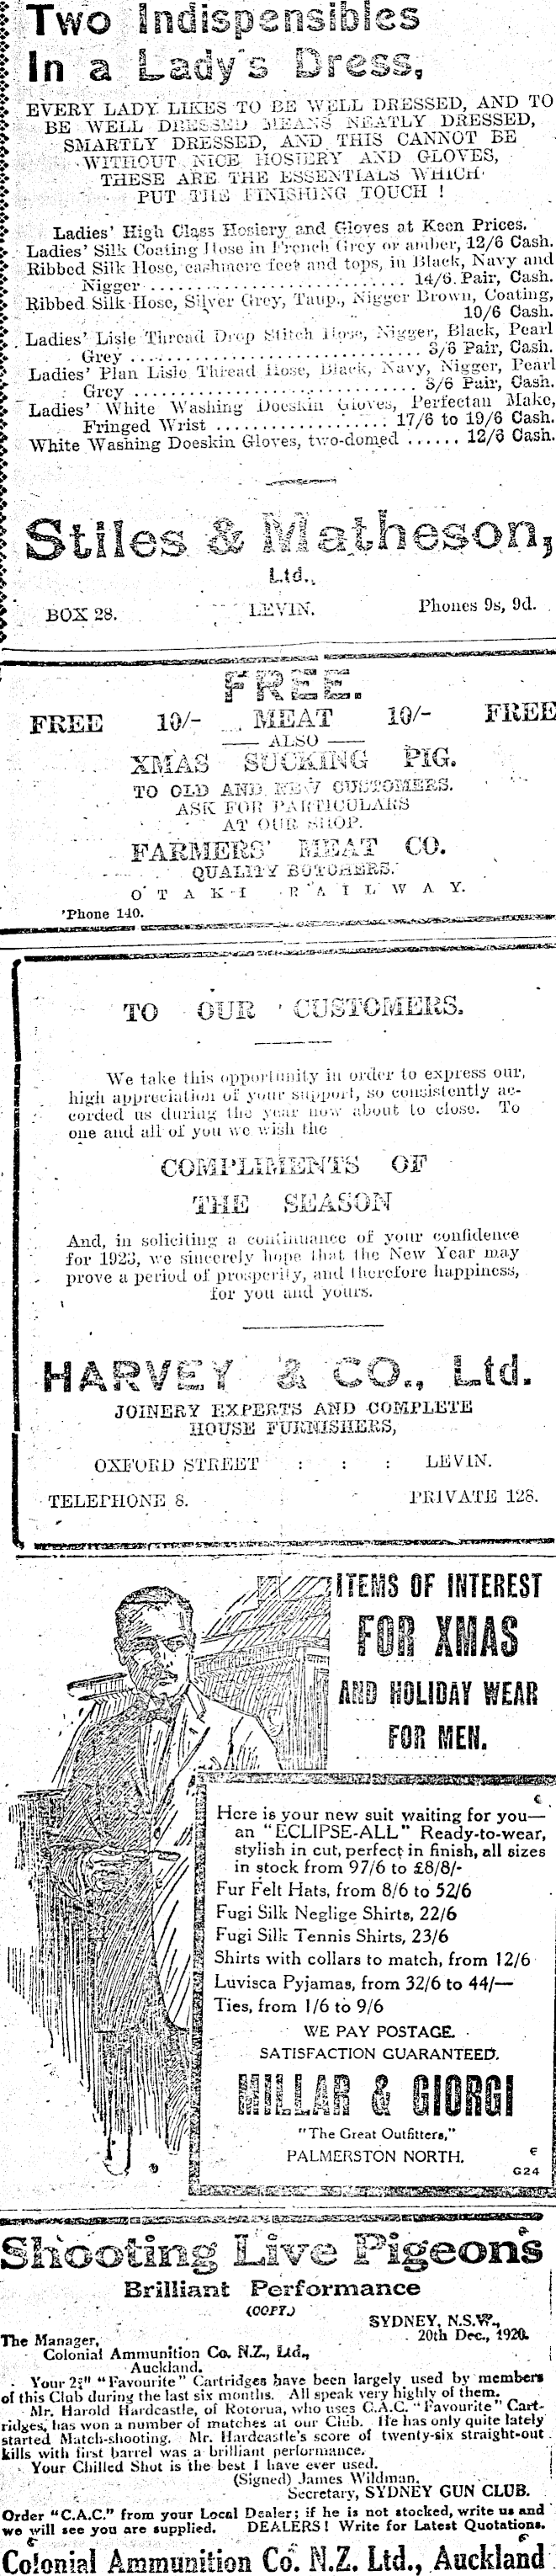 Two Indispensibles
In a Lady's Dress,
EVERY LADY LIKES TO BE WELL DRESSED, AND TO
BE WELL DRESSED MEANS NEATLY DRESSED,
SMARTLY DRESSED, AND THIS CANNOT BE
WITHOUT NICE HOSIERY AND GLOVES,
THESE ARE THE ESSENTIALS WHICH
PUT THE FINISHING TOUCH !
Ladies' High Class Hosiery and Gloves at Keen Prices.
Ladies' Silk Coating Hose in French Grey or amber, 12/6 Cash.
Ribbed Silk Hose, cashmere feet and tops, in Black, Navy and
Nigger .............................. 14/6 Pair, Cash.
Ribbed Silk Hose, Silver Grey, Taup., Nigger Brown, Coating,
10/6 Cash.
Ladies' Lisle Thread Drop Stitch Hose, Nigger, Black, Pearl
Grey ................................. 3/6 Pair, Cash.
Ladies' Plan Lisle Thread Hose, Black, Navy, Nigger, Pearl
Grey ................................. 3/6 Pair, Cash.
Ladies' White Washing Doeskin Gloves, Perfectan Make,
Fringed Wrist .................. 17/6 to 19/6 Cash.
White Washing Doeskin Gloves, two-domed ...... 12/6 Cash.
Stiles & Matheson,
Ltd.,
BOX 28. LEVIN. Phones 9s, 9d.
FREE.
FREE 10/- MEAT 10/- FREE
ALSO
XMAS SUCKING PIG.
TO OLD AND NEW CUSTOMERS.
ASK FOR PARTICULARS
AT OUR SHOP.
FARMERS' MEAT CO.
QUALITY BUTCHERS.
OTAKI RAILWAY.
'Phone 140.
TO OUR CUSTOMERS.
We take this opportunity in order to express our,
high appreciation of your support, so consistently ac-
corded us during the year now about to close. To
one and all of you we wish the
COMPLIMENTS OF
THE SEASON
And, in soliciting a continuance of your confidence
for 1923, we sincerely hope that the New Year may
prove a period of prosperity, and therefore happiness,
for you and yours.
HARVEY & CO., Ltd.
JOINERY EXPERTS AND COMPLETE
HOUSE FURNISHERS,
OXFORD STREET : : : LEVIN.
TELEPHONE 8. PRIVATE 128.
ITEMS OF INTEREST
FOR XMAS
AND HOLIDAY WEAR
FOR MEN.
Here is your new suit waiting for you—
an "ECLIPSE-ALL" Ready-to-wear,
stylish in cut, perfect in finish, all sizes
in stock from 97/6 to £8/8/-
Fur Felt Hats, from 8/6 to 52/6
Fugi Silk Neglige Shirts, 22/6
Fugi Silk Tennis Shirts, 23/6
Shirts with collars to match, from 12/6
Luvisca Pyjamas, from 32/6 to 44/—
Ties, from 1/6 to 9/6
WE PAY POSTAGE.
SATISFACTION GUARANTEED.
MILLAR & GIORGI
"The Great Outfitters,"
PALMERSTON NORTH.
G24
Shooting Live Pigeons
Brilliant Performance
(COPY.)
SYDNEY, N.S.W.,
20th Dec., 1920.
The Manager,
Colonial Ammunition Co. N.Z., Ltd.,
Auckland.
Your 2¾" "Favourite" Cartridges have been largely used by members
of this Club during the last six months. All speak very highly of them.
Mr. Harold Hardcastle, of Rotorua, who uses C.A.C. "Favourite" Cart-
ridges, has won a number of matches at our Club. He has only quite lately
started Match-shooting. Mr. Hardcastle's score of twenty-six straight-out
kills with first barrel was a brilliant performance.
Your Chilled Shot is the best I have ever used.
(Signed) James Wildman,
Secretary, SYDNEY GUN CLUB.
Order "C.A.C." from your Local Dealer; if he is not stocked, write us and
we will see you are supplied. DEALERS! Write for Latest Quotations.
Colonial Ammunition Co. N.Z. Ltd., Auckland